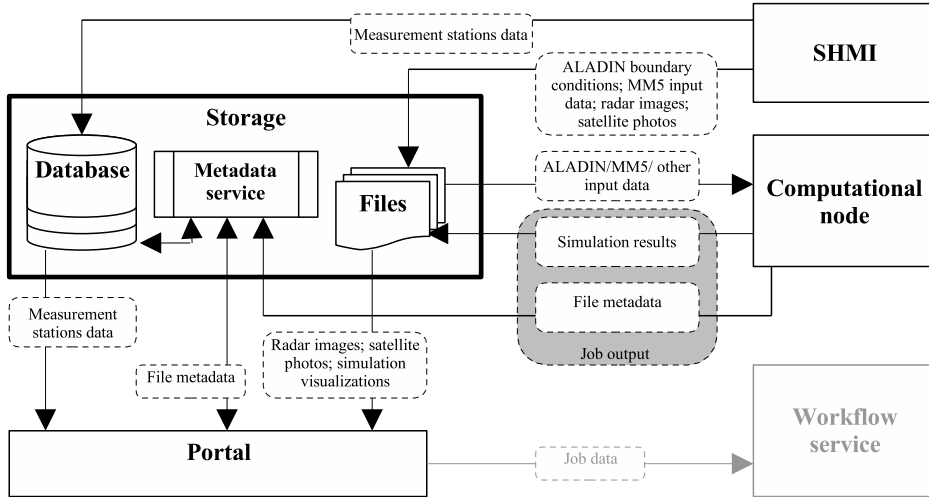 Measurement stations data
SHMI
ALADIN boundary
conditions; MM5 input
data; radar images;
satellite photos
Storage
Database
Metadata
service
Files
ALADIN/MM5/ other
input data
Computational
node
Simulation results
File metadata
Job output
Measurement
stations data
File metadata
Radar images; satellite
photos; simulation
visualizations
Portal
Job data
Workflow
service